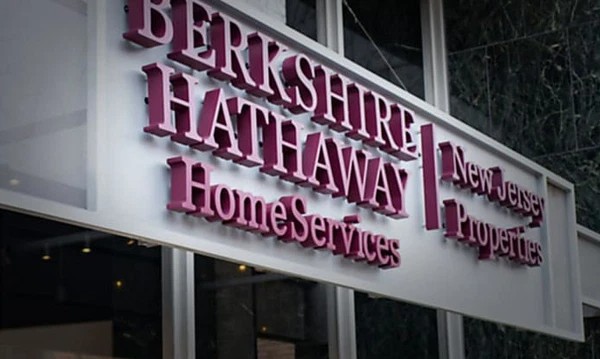 BERKSHIRE
HATHAWAY
HomeServices
New Jersey
Properties